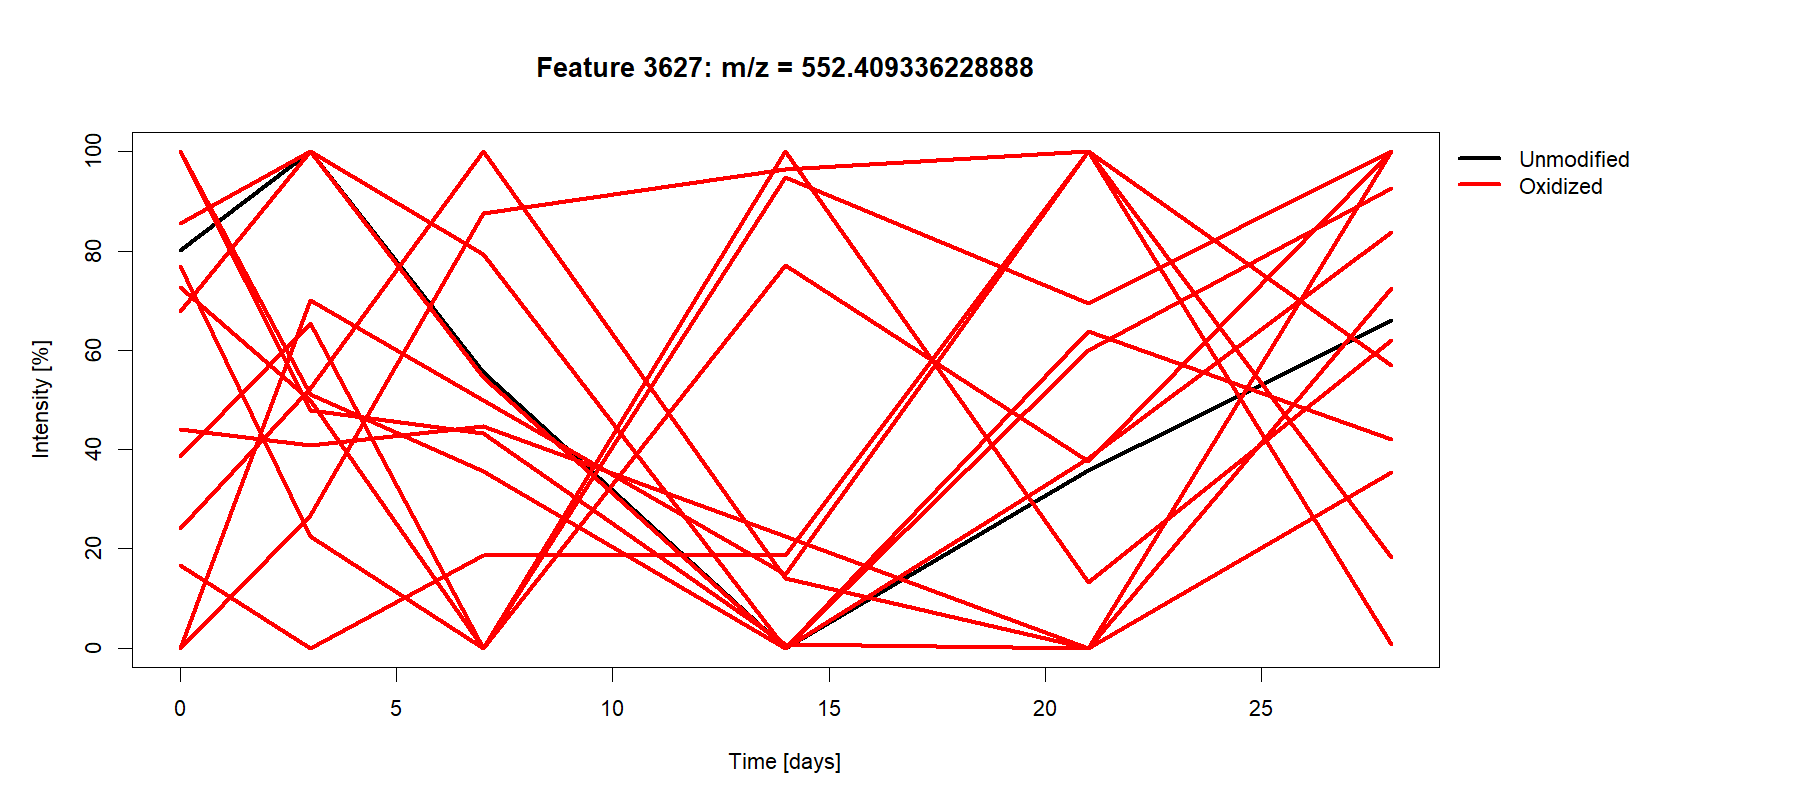 Feature 3627: m/z = 552.409336228888
Unmodified
Oxidized
100
80
60
40
20
0
Intensity [%]
0 5 10 15 20 25
Time [days]